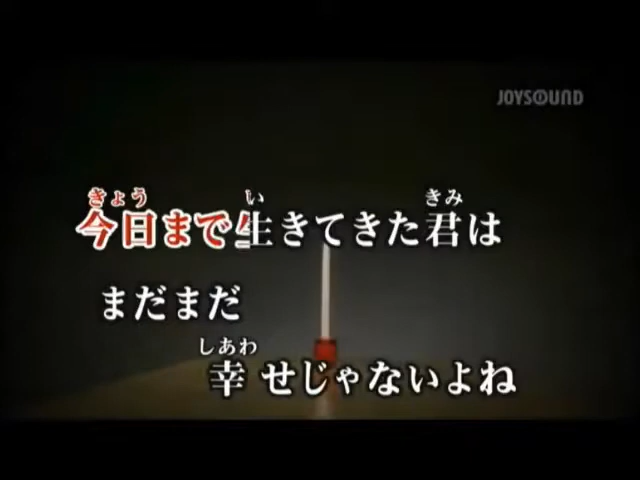 JOYSOUND
きょう い きみ
今日まで生きてきた君は
まだまだ
しあわ
幸せじゃないよね